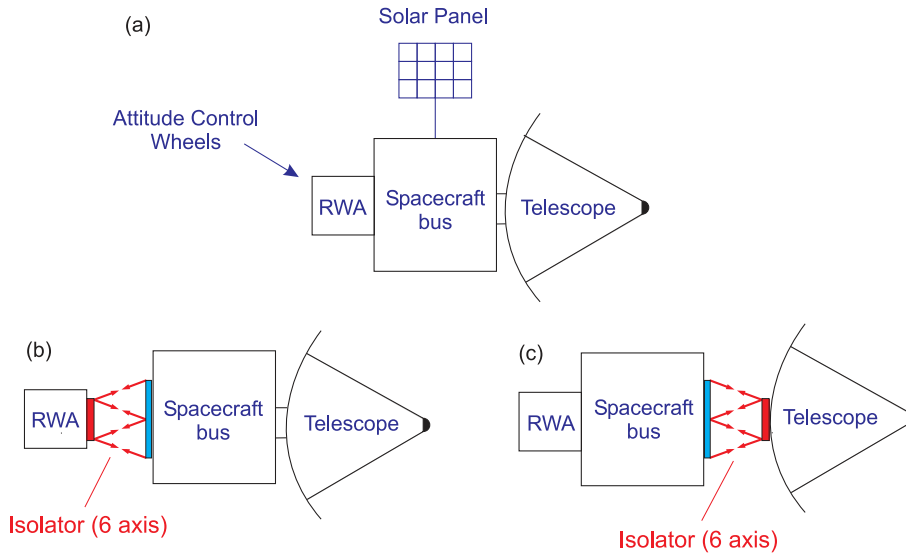 (a)
Solar Panel
Attitude Control
Wheels
RWA
Spacecraft
bus
Telescope
(b)
RWA
Spacecraft
bus
Telescope
Isolator (6 axis)
(c)
RWA
Spacecraft
bus
Telescope
Isolator (6 axis)